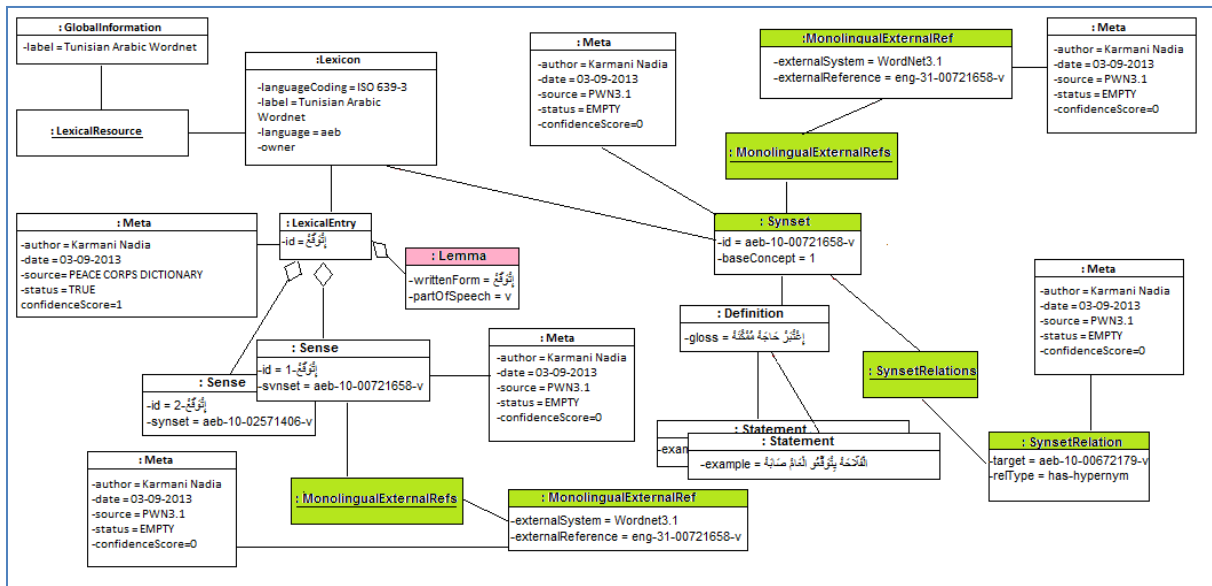 : GlobalInformation
-label = Tunisian Arabic Wordnet
: LexicalResource
:Lexicon
-languageCoding = ISO 639-3
-label = Tunisian Arabic
Wordnet
-language = aeb
-owner
: Meta
-author = Karmani Nadia
-date = 03-09-2013
-source = PWN3.1
-status = EMPTY
-confidenceScore=0
:MonolingualExternalRef
-externalSystem = WordNet3.1
-externalReference = eng-31-00721658-v
: Meta
-author = Karmani Nadia
-date = 03-09-2013
-source = PWN3.1
-status = EMPTY
-confidenceScore=0
: MonolingualExternalRefs
: Meta
-author = Karmani Nadia
-date = 03-09-2013
-source= PEACE CORPS DICTIONARY
-status = TRUE
confidenceScore=1
: LexicalEntry
-id = إِتْوَقَّعْ
: Lemma
-writtenForm = إِتْوَقَّعْ
-partOfSpeech = v
: Synset
-id = aeb-10-00721658-v
-baseConcept = 1
: Definition
-gloss = إِعْتْبَرْ حَاجَةْ مُمْكْنَةْ
: Meta
-author = Karmani Nadia
-date = 03-09-2013
-source = PWN3.1
-status = EMPTY
-confidenceScore=0
: Sense
-id = 1-إِتْوَقَّعْ
-svnset = aeb-10-00721658-v
: Sense
-id = 2-إِتْوَقَّعْ
-synset = aeb-10-02571406-v
: Meta
-author = Karmani Nadia
-date = 03-09-2013
-source = PWN3.1
-status = EMPTY
-confidenceScore=0
: SynsetRelations
: Statement
-exam
: Statement
-example = الْفَلَّاحَةْ يِتْوَقّْعُو الْعَامْ صَابَةْ
: SynsetRelation
-target = aeb-10-00672179-v
-relType = has-hypernym
: Meta
-author = Karmani Nadia
-date = 03-09-2013
-source = PWN3.1
-status = EMPTY
-confidenceScore=0
: MonolingualExternalRefs
: MonolingualExternalRef
-externalSystem = Wordnet3.1
-externalReference = eng-31-00721658-v